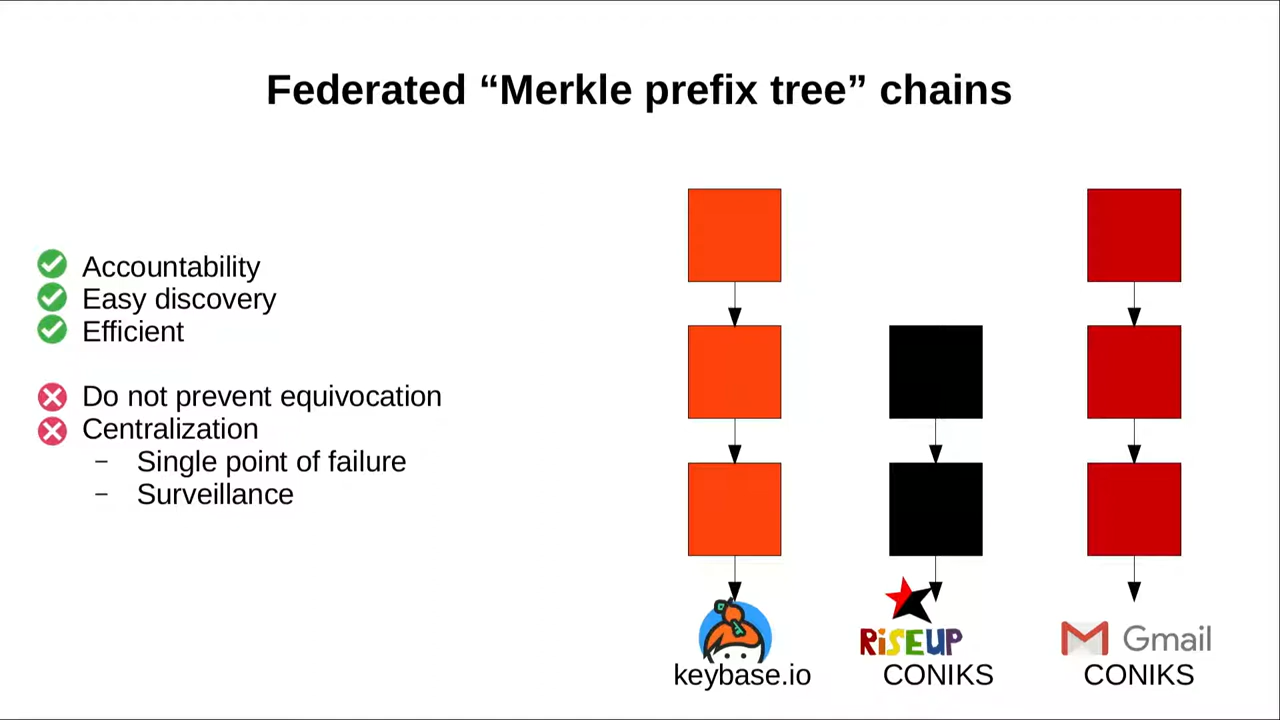 Federated “Merkle prefix tree” chains
Accountability
Easy discovery
Efficient
Do not prevent equivocation
Centralization
– Single point of failure
– Surveillance
keybase.io
RiSEUP
CONIKS
Gmail
CONIKS